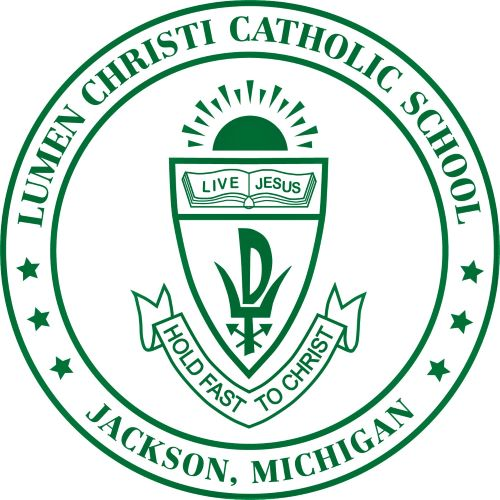 LUMEN CHRISTI CATHOLIC SCHOOL
LIVE JESUS
D
HOLD FAST TO CHRIST
JACKSON, MICHIGAN